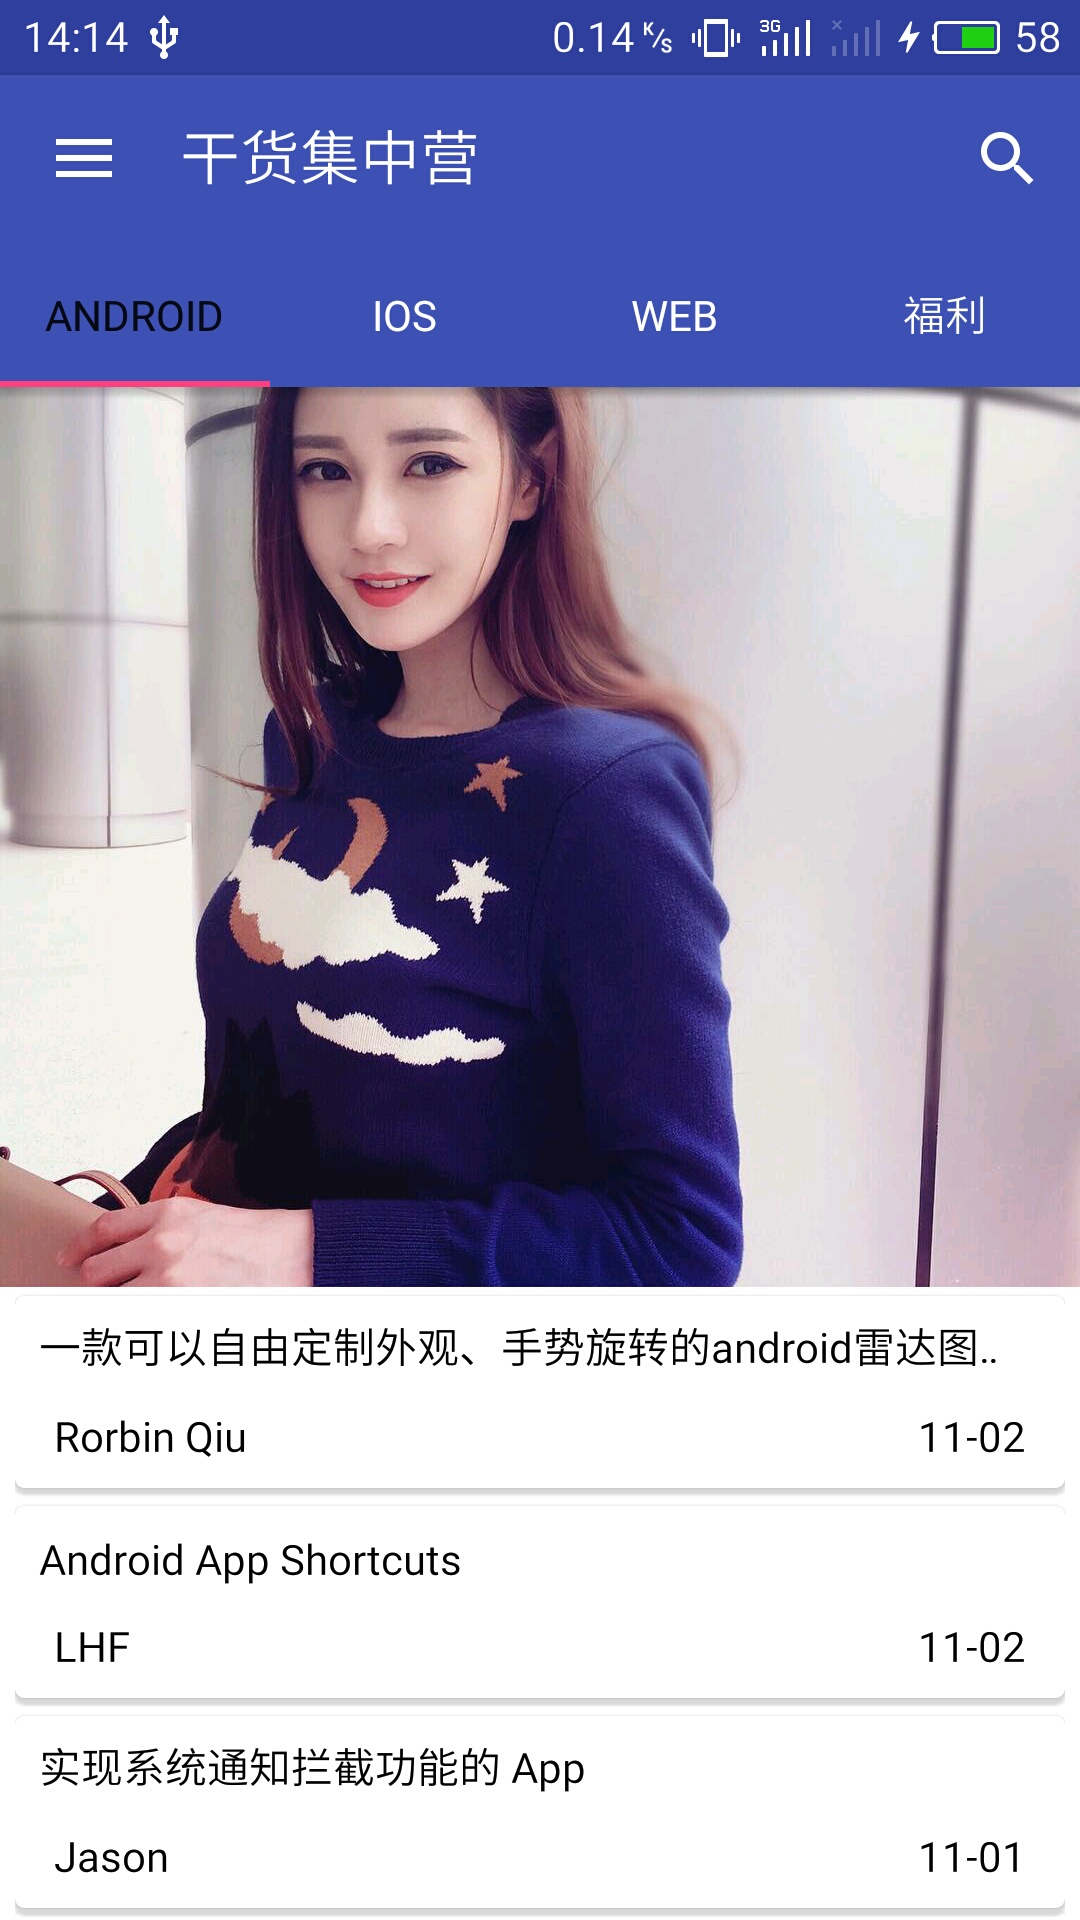 14:14 0.14 K/s 3G 58
干货集中营
ANDROID IOS WEB 福利
一款可以自由定制外观、手势旋转的android雷达图..
Rorbin Qiu 11-02
Android App Shortcuts
LHF 11-02
实现系统通知拦截功能的 App
Jason 11-01